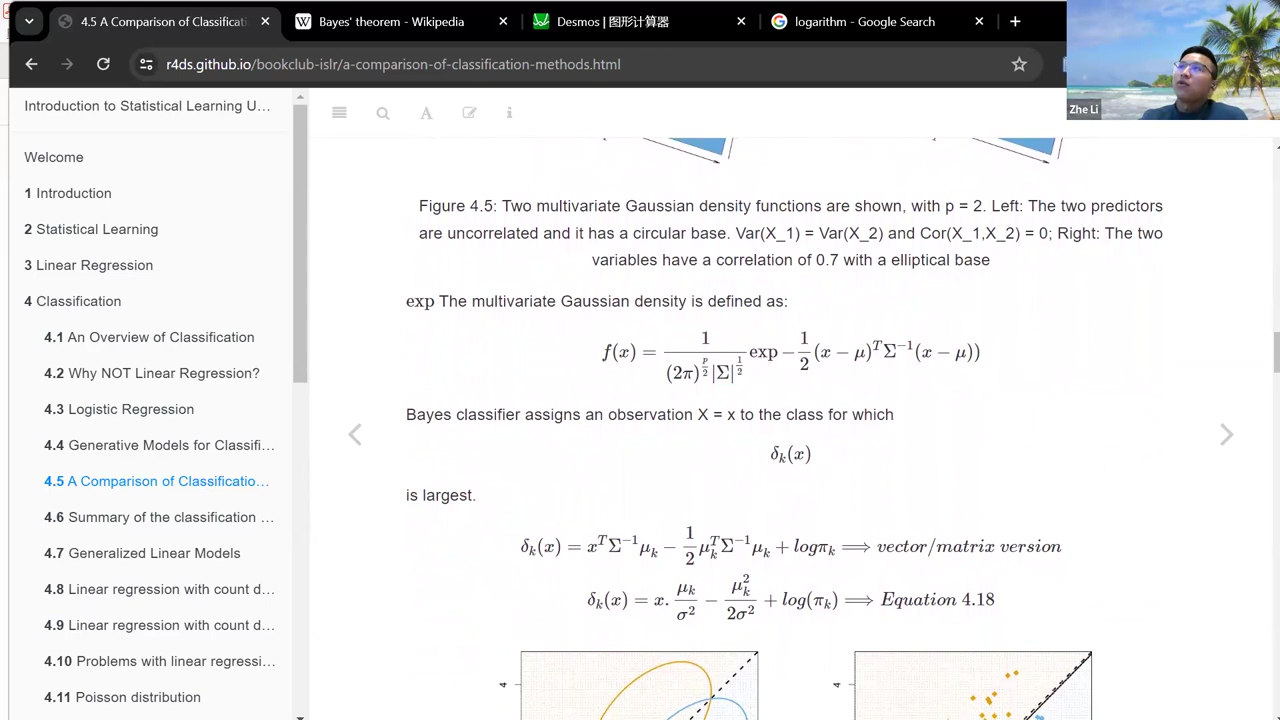 4.5 A Comparison of Classificati
Bayes' theorem - Wikipedia
Desmos | 图形计算器
logarithm - Google Search
r4ds.github.io/bookclub-islr/a-comparison-of-classification-methods.html
Zhe Li
Introduction to Statistical Learning U...
Welcome
1 Introduction
2 Statistical Learning
3 Linear Regression
4 Classification
4.1 An Overview of Classification
4.2 Why NOT Linear Regression?
4.3 Logistic Regression
4.4 Generative Models for Classifi...
4.5 A Comparison of Classificatio...
4.6 Summary of the classification ...
4.7 Generalized Linear Models
4.8 Linear regression with count d...
4.9 Linear regression with count d...
4.10 Problems with linear regressi...
4.11 Poisson distribution
Figure 4.5: Two multivariate Gaussian density functions are shown, with p = 2. Left: The two predictors
are uncorrelated and it has a circular base. Var(X_1) = Var(X_2) and Cor(X_1,X_2) = 0; Right: The two
variables have a correlation of 0.7 with a elliptical base
exp The multivariate Gaussian density is defined as:
f(x) = 1 / ((2π)^(p/2) |Σ|^(1/2)) exp − 1/2 (x − μ)^T Σ^−1 (x − μ))
Bayes classifier assigns an observation X = x to the class for which
δ_k(x)
is largest.
δ_k(x) = x^T Σ^−1 μ_k − 1/2 μ_k^T Σ^−1 μ_k + logπ_k ⟹ vector/matrix version
δ_k(x) = x. μ_k/σ² − μ_k²/2σ² + log(π_k) ⟹ Equation 4.18
4
4